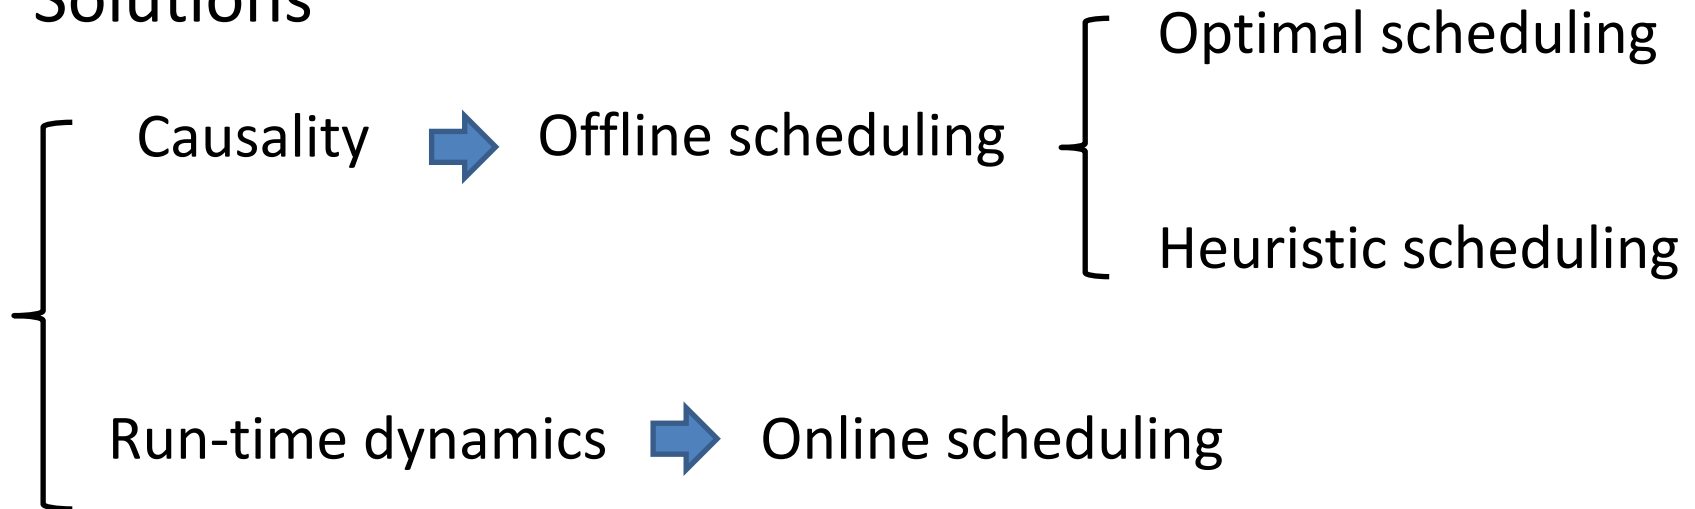 Solutions
Optimal scheduling
Causality
Offline scheduling
Heuristic scheduling
Run-time dynamics
Online scheduling